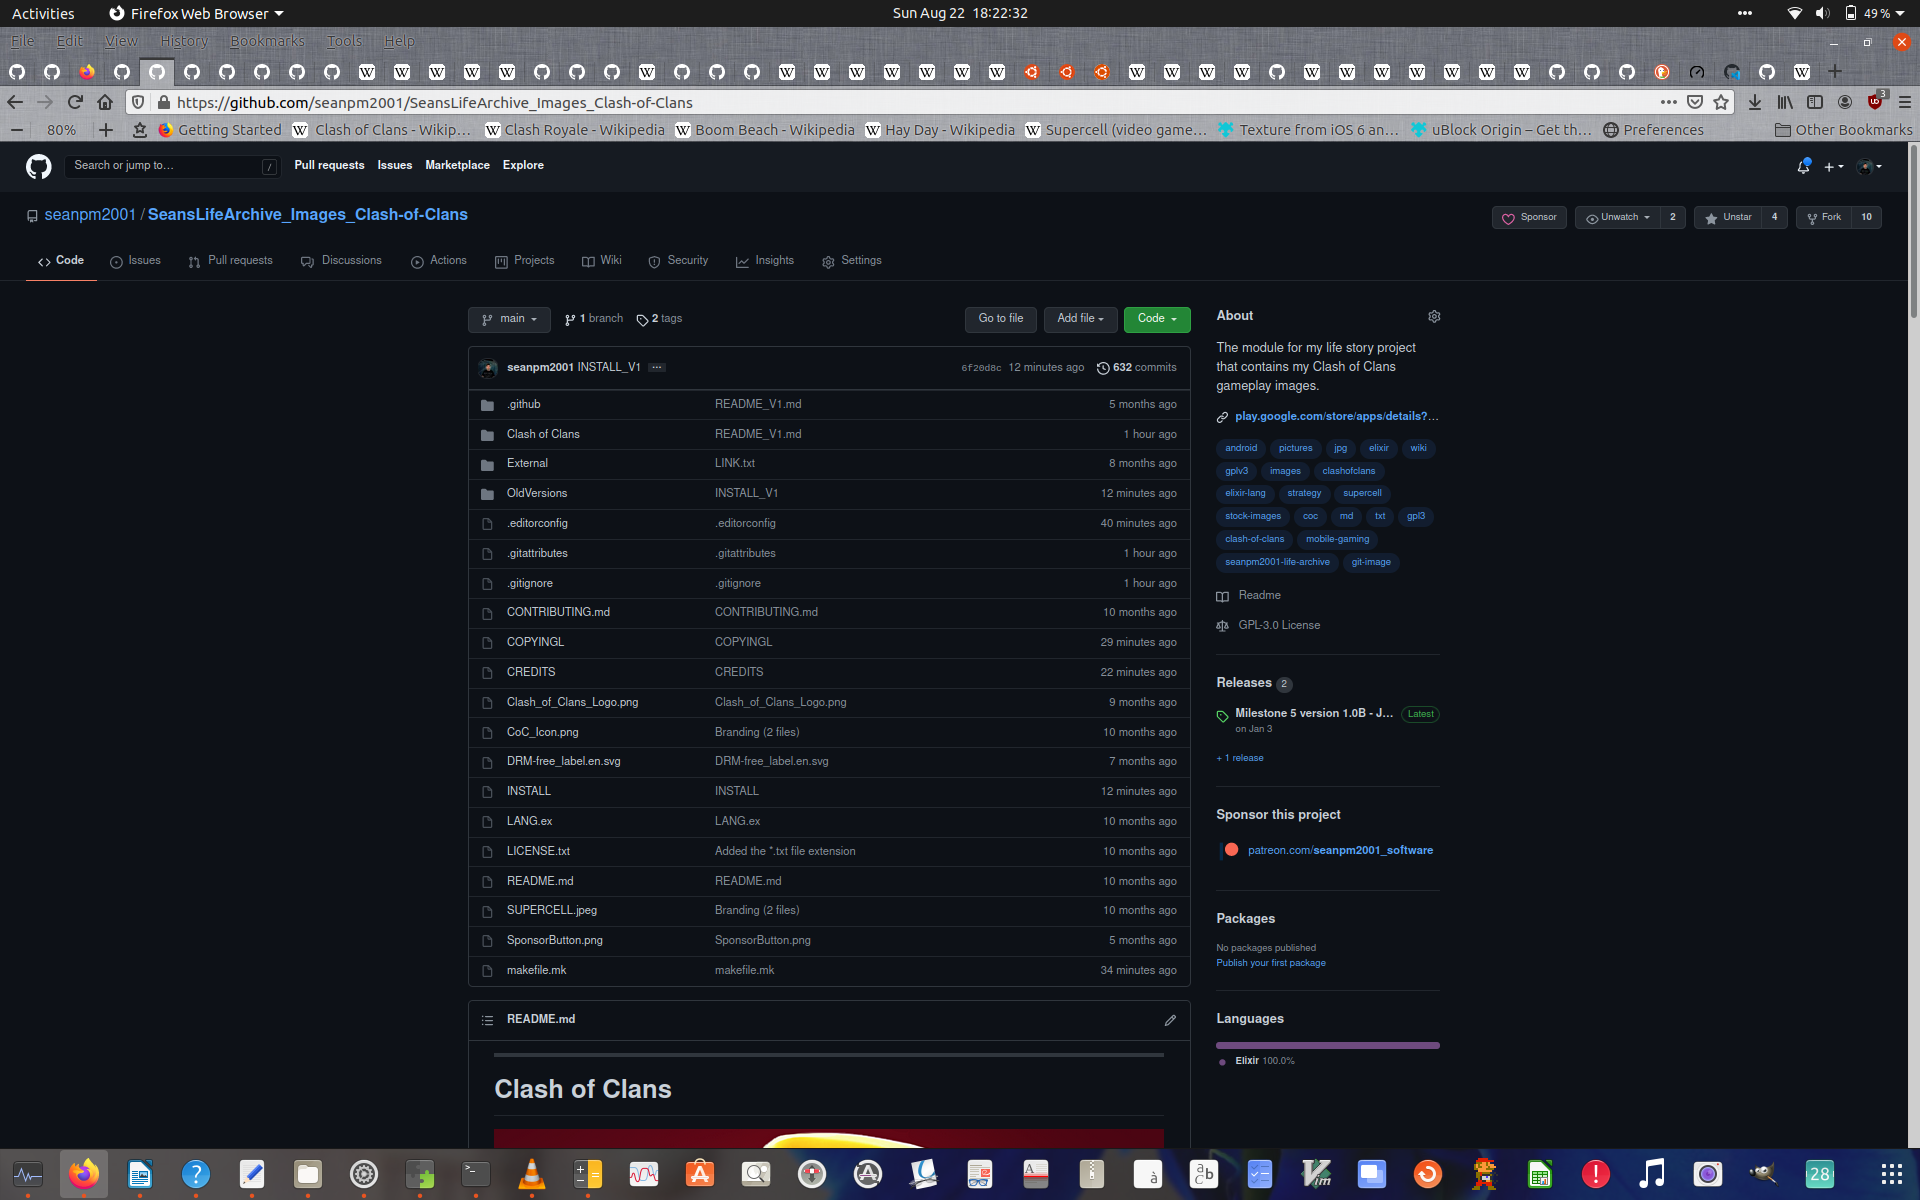 Activities
Firefox Web Browser
Sun Aug 22 18:22:32
49 %
File Edit View History Bookmarks Tools Help
https://github.com/seanpm2001/SeansLifeArchive_Images_Clash-of-Clans
3
80%
Getting Started
Clash of Clans - Wikip…
Clash Royale - Wikipedia
Boom Beach - Wikipedia
Hay Day - Wikipedia
Supercell (video game…
Texture from iOS 6 an…
uBlock Origin – Get th…
Preferences
Other Bookmarks
Search or jump to…
/
Pull requests Issues Marketplace Explore
seanpm2001 / SeansLifeArchive_Images_Clash-of-Clans
Sponsor
Unwatch 2
Unstar 4
Fork 10
Code
Issues
Pull requests
Discussions
Actions
Projects
Wiki
Security
Insights
Settings
main
1 branch
2 tags
Go to file
Add file
Code
seanpm2001 INSTALL_V1 …
6f20d8c 12 minutes ago
632 commits
.github README_V1.md 5 months ago
Clash of Clans README_V1.md 1 hour ago
External LINK.txt 8 months ago
OldVersions INSTALL_V1 12 minutes ago
.editorconfig .editorconfig 40 minutes ago
.gitattributes .gitattributes 1 hour ago
.gitignore .gitignore 1 hour ago
CONTRIBUTING.md CONTRIBUTING.md 10 months ago
COPYINGL COPYINGL 29 minutes ago
CREDITS CREDITS 22 minutes ago
Clash_of_Clans_Logo.png Clash_of_Clans_Logo.png 9 months ago
CoC_Icon.png Branding (2 files) 10 months ago
DRM-free_label.en.svg DRM-free_label.en.svg 7 months ago
INSTALL INSTALL 12 minutes ago
LANG.ex LANG.ex 10 months ago
LICENSE.txt Added the *.txt file extension 10 months ago
README.md README.md 10 months ago
SUPERCELL.jpeg Branding (2 files) 10 months ago
SponsorButton.png SponsorButton.png 5 months ago
makefile.mk makefile.mk 34 minutes ago
README.md
Clash of Clans
About
The module for my life story project
that contains my Clash of Clans
gameplay images.
play.google.com/store/apps/details?…
android pictures jpg elixir wiki
gplv3 images clashofclans
elixir-lang strategy supercell
stock-images coc md txt gpl3
clash-of-clans mobile-gaming
seanpm2001-life-archive git-image
Readme
GPL-3.0 License
Releases 2
Milestone 5 version 1.0B - J… Latest
on Jan 3
+ 1 release
Sponsor this project
patreon.com/seanpm2001_software
Packages
No packages published
Publish your first package
Languages
Elixir 100.0%
28